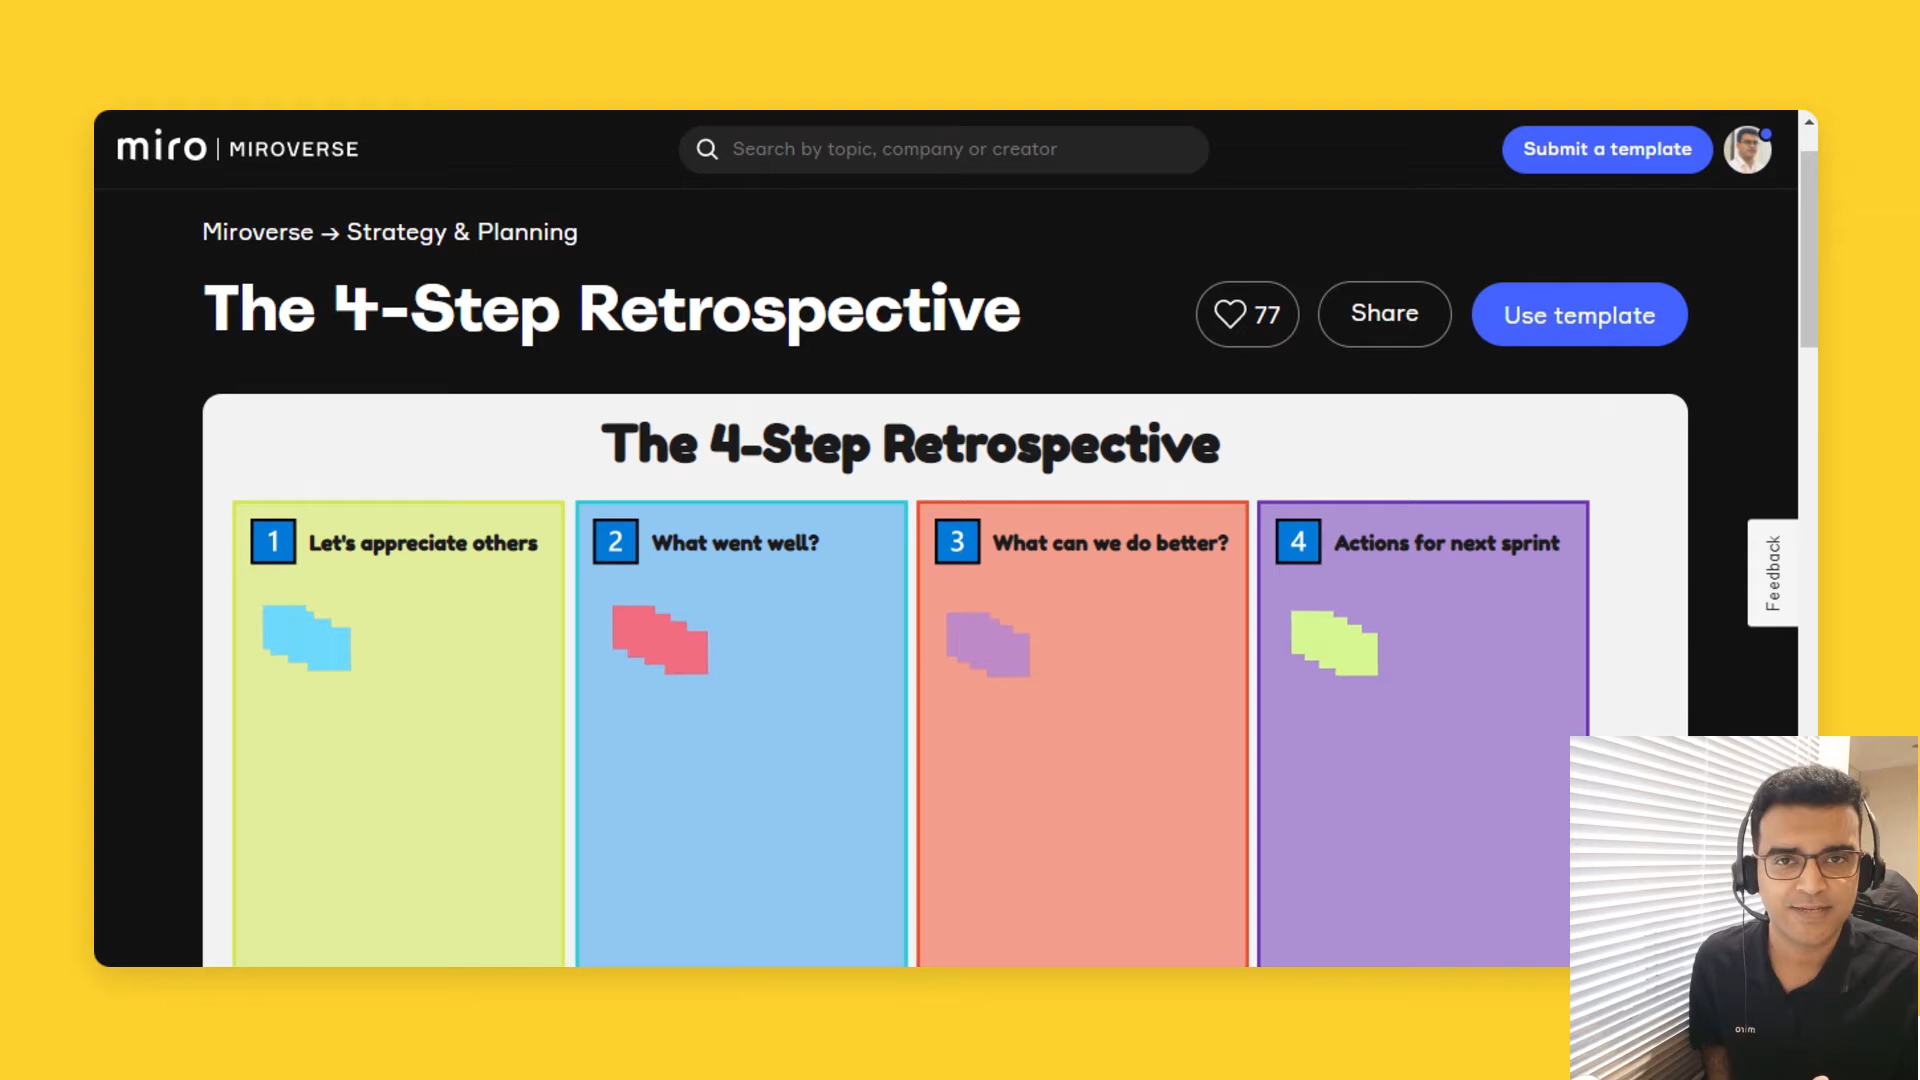 miro | MIROVERSE
Search by topic, company or creator
Submit a template
Miroverse → Strategy & Planning
The 4-Step Retrospective
77
Share
Use template
The 4-Step Retrospective
1 Let's appreciate others
2 What went well?
3 What can we do better?
4 Actions for next sprint
Feedback
miro